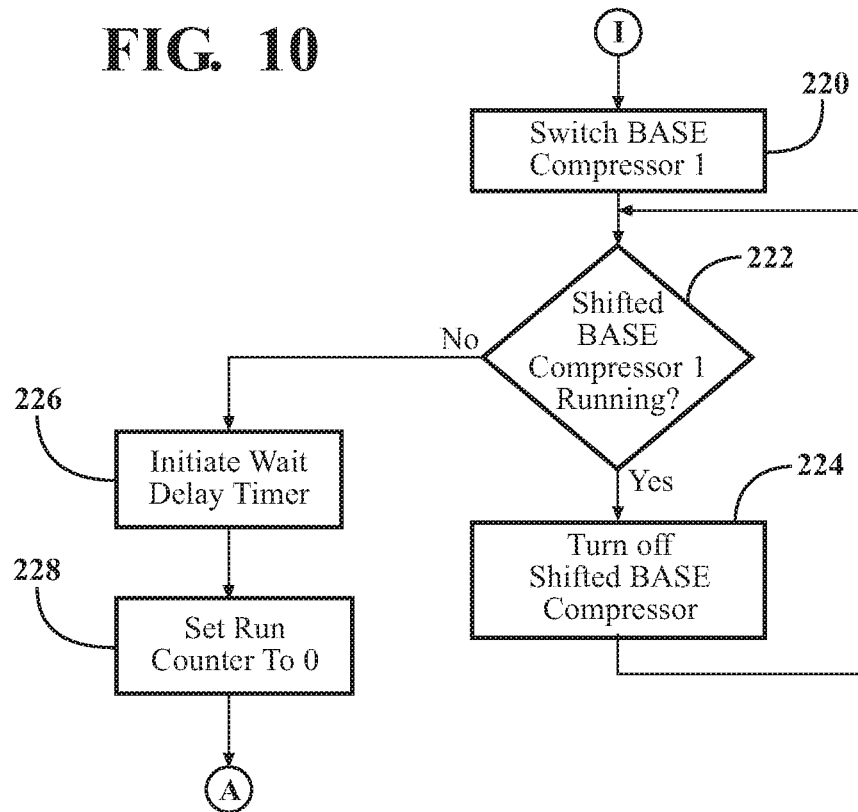 FIG. 10
I
220
Switch BASE
Compressor 1
222
Shifted
BASE
Compressor 1
Running?
No
Yes
226
Initiate Wait
Delay Timer
224
Turn off
Shifted BASE
Compressor
228
Set Run
Counter To 0
A